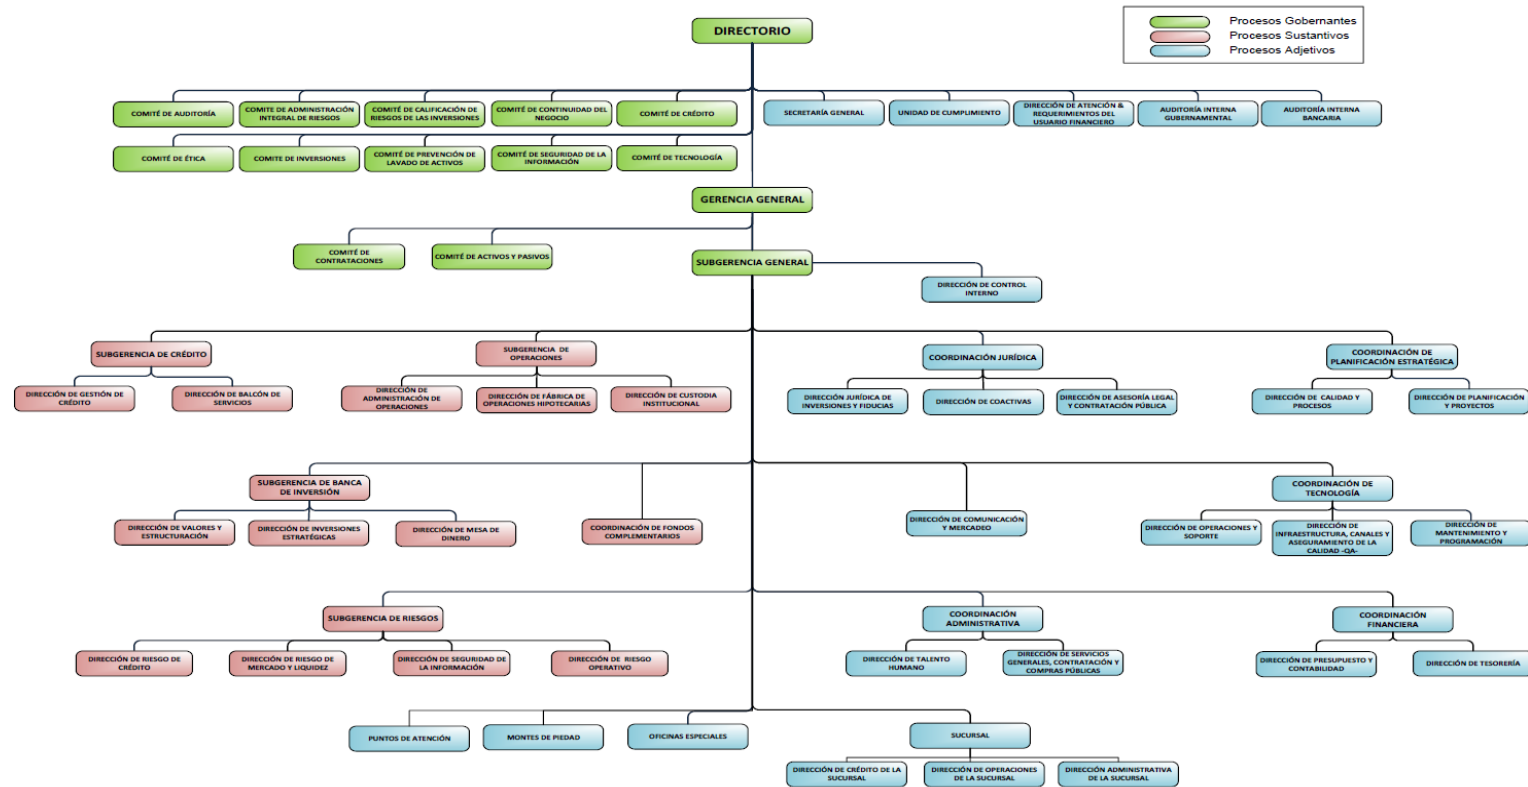 DIRECTORIO
Procesos Gobernantes
Procesos Sustantivos
Procesos Adjetivos
COMITÉ DE AUDITORÍA
COMITE DE ADMINISTRACIÓN
INTEGRAL DE RIESGOS
COMITÉ DE CALIFICACIÓN DE
RIESGOS DE LAS INVERSIONES
COMITÉ DE CONTINUIDAD DEL
NEGOCIO
COMITÉ DE CRÉDITO
SECRETARÍA GENERAL
UNIDAD DE CUMPLIMIENTO
DIRECCIÓN DE ATENCIÓN &
REQUERIMIENTOS DEL
USUARIO FINANCIERO
AUDITORÍA INTERNA
GUBERNAMENTAL
AUDITORÍA INTERNA
BANCARIA
COMITÉ DE ÉTICA
COMITE DE INVERSIONES
COMITÉ DE PREVENCIÓN DE
LAVADO DE ACTIVOS
COMITÉ DE SEGURIDAD DE LA
INFORMACIÓN
COMITÉ DE TECNOLOGÍA
GERENCIA GENERAL
COMITÉ DE
CONTRATACIONES
COMITÉ DE ACTIVOS Y PASIVOS
SUBGERENCIA GENERAL
DIRECCIÓN DE CONTROL
INTERNO
SUBGERENCIA DE CRÉDITO
SUBGERENCIA DE
OPERACIONES
COORDINACIÓN JURÍDICA
COORDINACIÓN DE
PLANIFICACIÓN ESTRATÉGICA
DIRECCIÓN DE GESTIÓN DE
CRÉDITO
DIRECCIÓN DE BALCÓN DE
SERVICIOS
DIRECCIÓN DE
ADMINISTRACIÓN DE
OPERACIONES
DIRECCIÓN DE FÁBRICA DE
OPERACIONES HIPOTECARIAS
DIRECCIÓN DE CUSTODIA
INSTITUCIONAL
DIRECCIÓN JURÍDICA DE
INVERSIONES Y FIDUCIAS
DIRECCIÓN DE COACTIVAS
DIRECCIÓN DE ASESORÍA LEGAL
Y CONTRATACIÓN PÚBLICA
DIRECCIÓN DE CALIDAD Y
PROCESOS
DIRECCIÓN DE PLANIFICACIÓN
Y PROYECTOS
SUBGERENCIA DE BANCA
DE INVERSIÓN
COORDINACIÓN DE
TECNOLOGÍA
DIRECCIÓN DE VALORES Y
ESTRUCTURACIÓN
DIRECCIÓN DE INVERSIONES
ESTRATÉGICAS
DIRECCIÓN DE MESA DE
DINERO
COORDINACIÓN DE FONDOS
COMPLEMENTARIOS
DIRECCIÓN DE COMUNICACIÓN
Y MERCADEO
DIRECCIÓN DE OPERACIONES Y
SOPORTE
DIRECCIÓN DE
INFRAESTRUCTURA, CANALES Y
ASEGURAMIENTO DE LA
CALIDAD -QA-
DIRECCIÓN DE
MANTENIMIENTO Y
PROGRAMACIÓN
SUBGERENCIA DE RIESGOS
COORDINACIÓN
ADMINISTRATIVA
COORDINACIÓN
FINANCIERA
DIRECCIÓN DE RIESGO DE
CRÉDITO
DIRECCIÓN DE RIESGO DE
MERCADO Y LIQUIDEZ
DIRECCIÓN DE SEGURIDAD DE
LA INFORMACIÓN
DIRECCIÓN DE RIESGO
OPERATIVO
DIRECCIÓN DE TALENTO
HUMANO
DIRECCIÓN DE SERVICIOS
GENERALES, CONTRATACIÓN Y
COMPRAS PÚBLICAS
DIRECCIÓN DE PRESUPUESTO Y
CONTABILIDAD
DIRECCIÓN DE TESORERÍA
PUNTOS DE ATENCIÓN
MONTES DE PIEDAD
OFICINAS ESPECIALES
SUCURSAL
DIRECCIÓN DE CRÉDITO DE LA
SUCURSAL
DIRECCIÓN DE OPERACIONES
DE LA SUCURSAL
DIRECCIÓN ADMINISTRATIVA
DE LA SUCURSAL